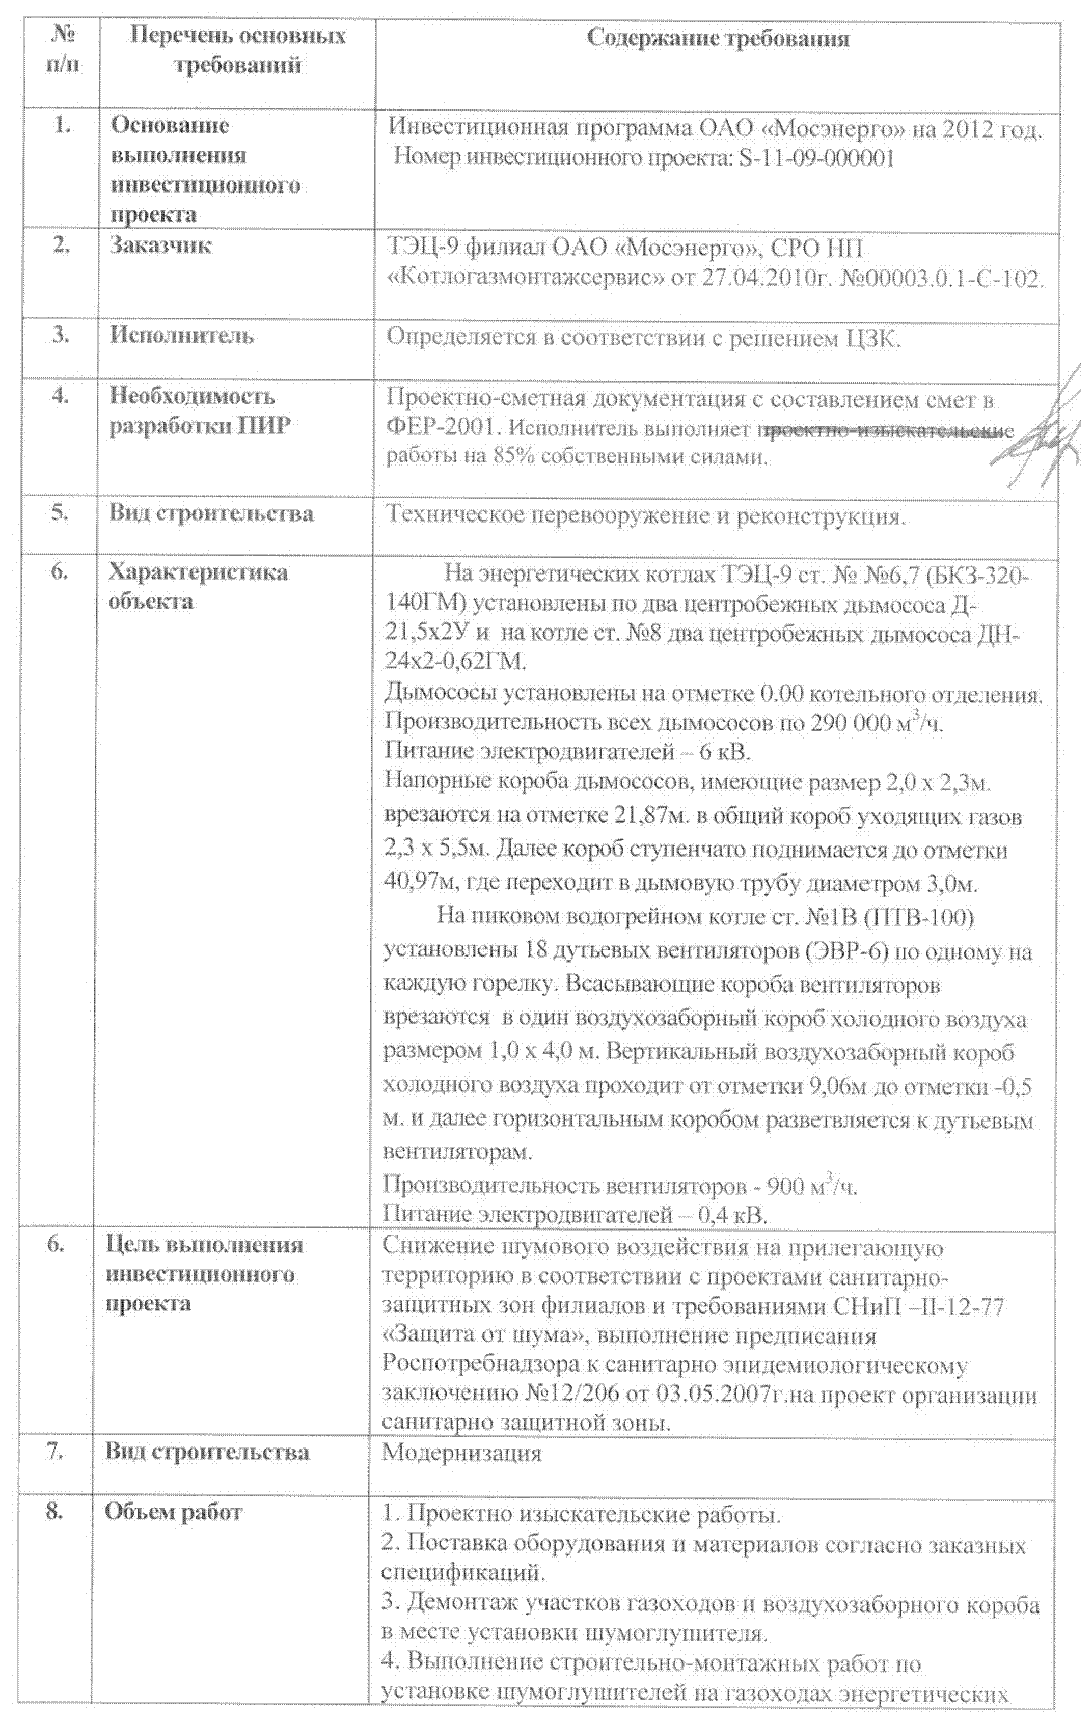 № п/п
Перечень основных требований
Содержание требования
1.
Основание
выполнения
инвестиционного
проекта
Инвестиционная программа ОАО «Мосэнерго» на 2012 год.
Номер инвестиционного проекта: S-11-09-000001
2.
Заказчик
ТЭЦ-9 филиал ОАО «Мосэнерго», СРО НП
«Котлогазмонтажсервис» от 27.04.2010г. №00003.0.1-С-102.
3.
Исполнитель
Определяется в соответствии с решением ЦЗК.
4.
Необходимость
разработки ПИР
Проектно-сметная документация с составлением смет в
ФЕР-2001. Исполнитель выполняет проектно-изыскательские
работы на 85% собственными силами.
5.
Вид строительства
Техническое перевооружение и реконструкция.
6.
Характеристика
объекта
На энергетических котлах ТЭЦ-9 ст. № №6,7 (БКЗ-320-
140ГМ) установлены по два центробежных дымососа Д-
21,5х2У и на котле ст. №8 два центробежных дымососа ДН-
24х2-0,62ГМ.
Дымососы установлены на отметке 0.00 котельного отделения.
Производительность всех дымососов по 290 000 м³/ч.
Питание электродвигателей – 6 кВ.
Напорные короба дымососов, имеющие размер 2,0 х 2,3м.
врезаются на отметке 21,87м. в общий короб уходящих газов
2,3 х 5,5м. Далее короб ступенчато поднимается до отметки
40,97м, где переходит в дымовую трубу диаметром 3,0м.
На пиковом водогрейном котле ст. №1В (ПТВ-100)
установлены 18 дутьевых вентиляторов (ЭВР-6) по одному на
каждую горелку. Всасывающие короба вентиляторов
врезаются в один воздухозаборный короб холодного воздуха
размером 1,0 х 4,0 м. Вертикальный воздухозаборный короб
холодного воздуха проходит от отметки 9,06м до отметки -0,5
м. и далее горизонтальным коробом разветвляется к дутьевым
вентиляторам.
Производительность вентиляторов - 900 м³/ч.
Питание электродвигателей – 0,4 кВ.
6.
Цель выполнения
инвестиционного
проекта
Снижение шумового воздействия на прилегающую
территорию в соответствии с проектами санитарно-
защитных зон филиалов и требованиями СНиП –II-12-77
«Защита от шума», выполнение предписания
Роспотребнадзора к санитарно эпидемиологическому
заключению №12/206 от 03.05.2007г.на проект организации
санитарно защитной зоны.
7.
Вид строительства
Модернизация
8.
Объем работ
1. Проектно изыскательские работы.
2. Поставка оборудования и материалов согласно заказных
спецификаций.
3. Демонтаж участков газоходов и воздухозаборного короба
в месте установки шумоглушителя.
4. Выполнение строительно-монтажных работ по
установке шумоглушителей на газоходах энергетических